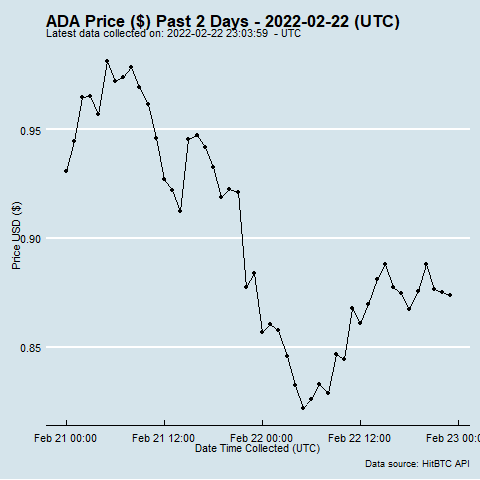 ADA Price ($) Past 2 Days - 2022-02-22 (UTC)
Latest data collected on: 2022-02-22 23:03:59  - UTC
0.95
0.90
0.85
Price USD ($)
Feb 21 00:00 Feb 21 12:00 Feb 22 00:00 Feb 22 12:00 Feb 23 00:0
Date Time Collected (UTC)
Data source: HitBTC API